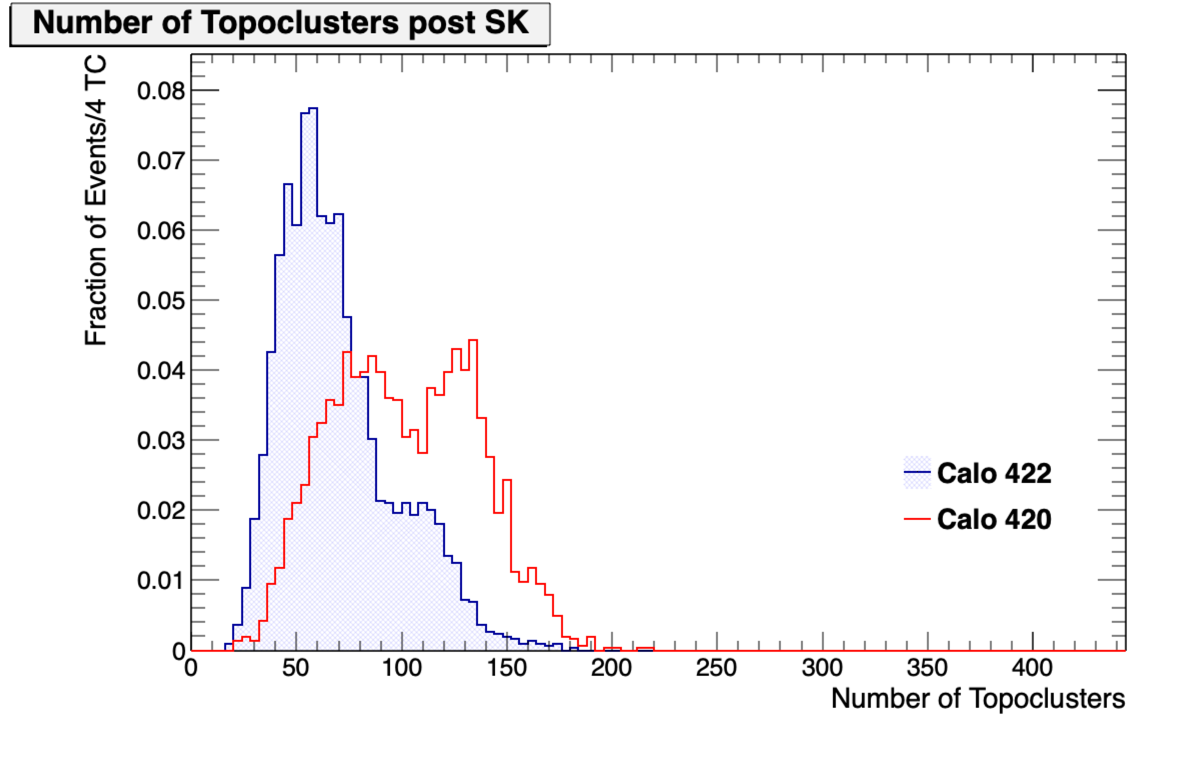 Number of Topoclusters post SK
Fraction of Events/4 TC
0.08
0.07
0.06
0.05
0.04
0.03
0.02
0.01
0
Calo 422
Calo 420
0 50 100 150 200 250 300 350 400
Number of Topoclusters